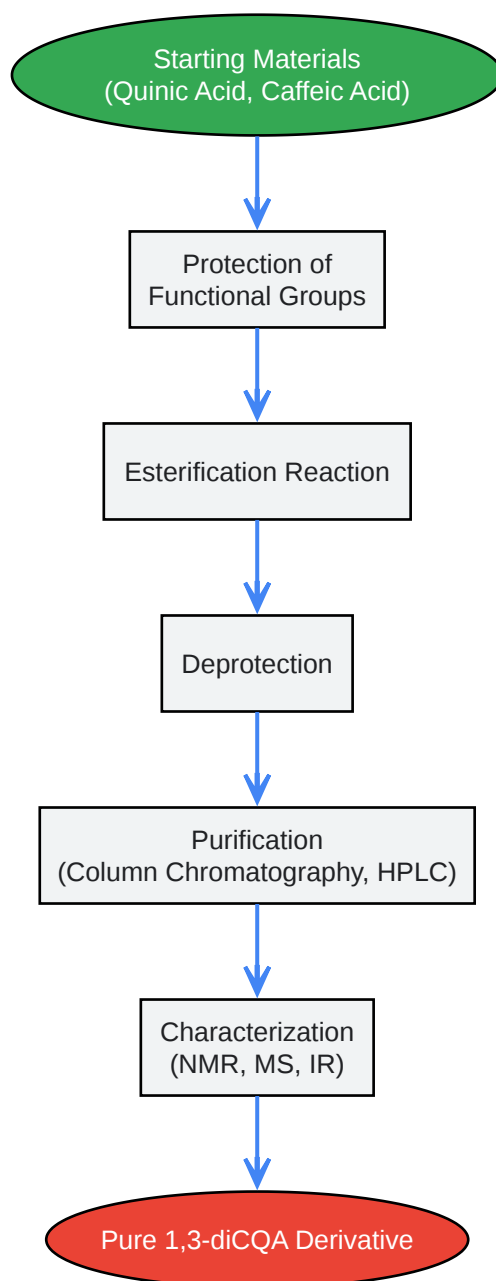 Starting Materials
(Quinic Acid, Caffeic Acid)
Protection of
Functional Groups
Esterification Reaction
Deprotection
Purification
(Column Chromatography, HPLC)
Characterization
(NMR, MS, IR)
Pure 1,3-diCQA Derivative